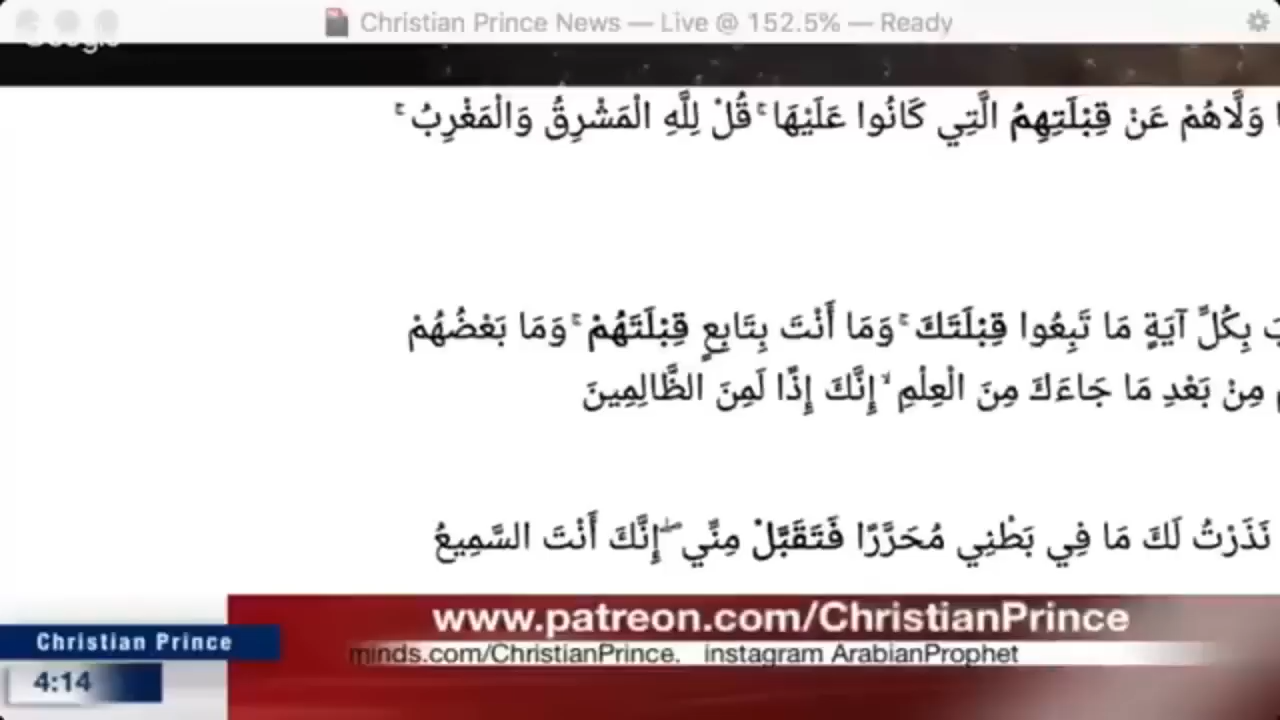 Christian Prince News — Live @ 152.5% — Ready
Google
وَلَّاهُمْ عَنْ قِبْلَتِهِمُ الَّتِي كَانُوا عَلَيْهَا ۚ قُلْ لِلَّهِ الْمَشْرِقُ وَالْمَغْرِبُ ۚ
بِكُلِّ آيَةٍ مَا تَبِعُوا قِبْلَتَكَ ۚ وَمَا أَنْتَ بِتَابِعٍ قِبْلَتَهُمْ ۚ وَمَا بَعْضُهُمْ
مِنْ بَعْدِ مَا جَاءَكَ مِنَ الْعِلْمِ ۙ إِنَّكَ إِذًا لَمِنَ الظَّالِمِينَ
نَذَرْتُ لَكَ مَا فِي بَطْنِي مُحَرَّرًا فَتَقَبَّلْ مِنِّي ۖ إِنَّكَ أَنْتَ السَّمِيعُ
www.patreon.com/ChristianPrince
Christian Prince
minds.com/ChristianPrince. instagram ArabianProphet
4:14